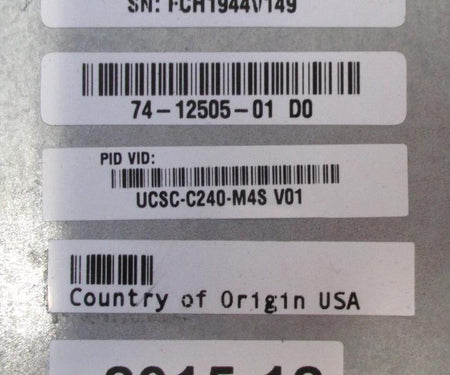 SN: FCH1944V149
74-12505-01 D0
PID VID:
UCSC-C240-M4S V01
Country of Origin USA